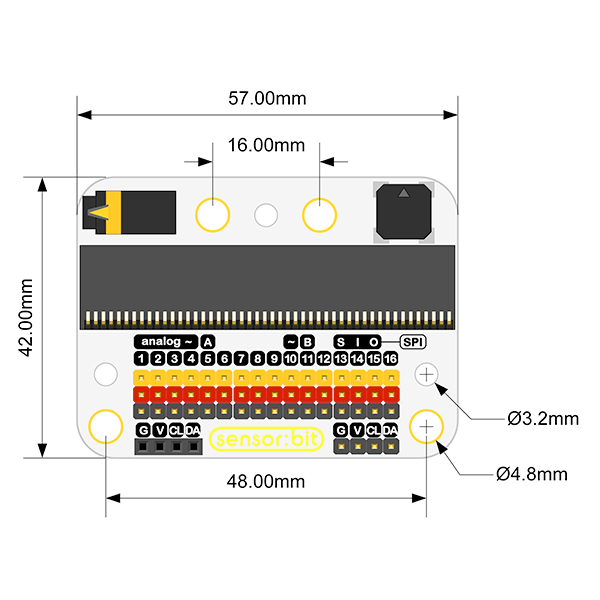 57.00mm
16.00mm
42.00mm
analog ~ A ~ B S I O SPI
1 2 3 4 5 6 7 8 9 10 11 12 13 14 15 16
Ø3.2mm
G V CL DA sensor:bit G V CL DA
Ø4.8mm
48.00mm